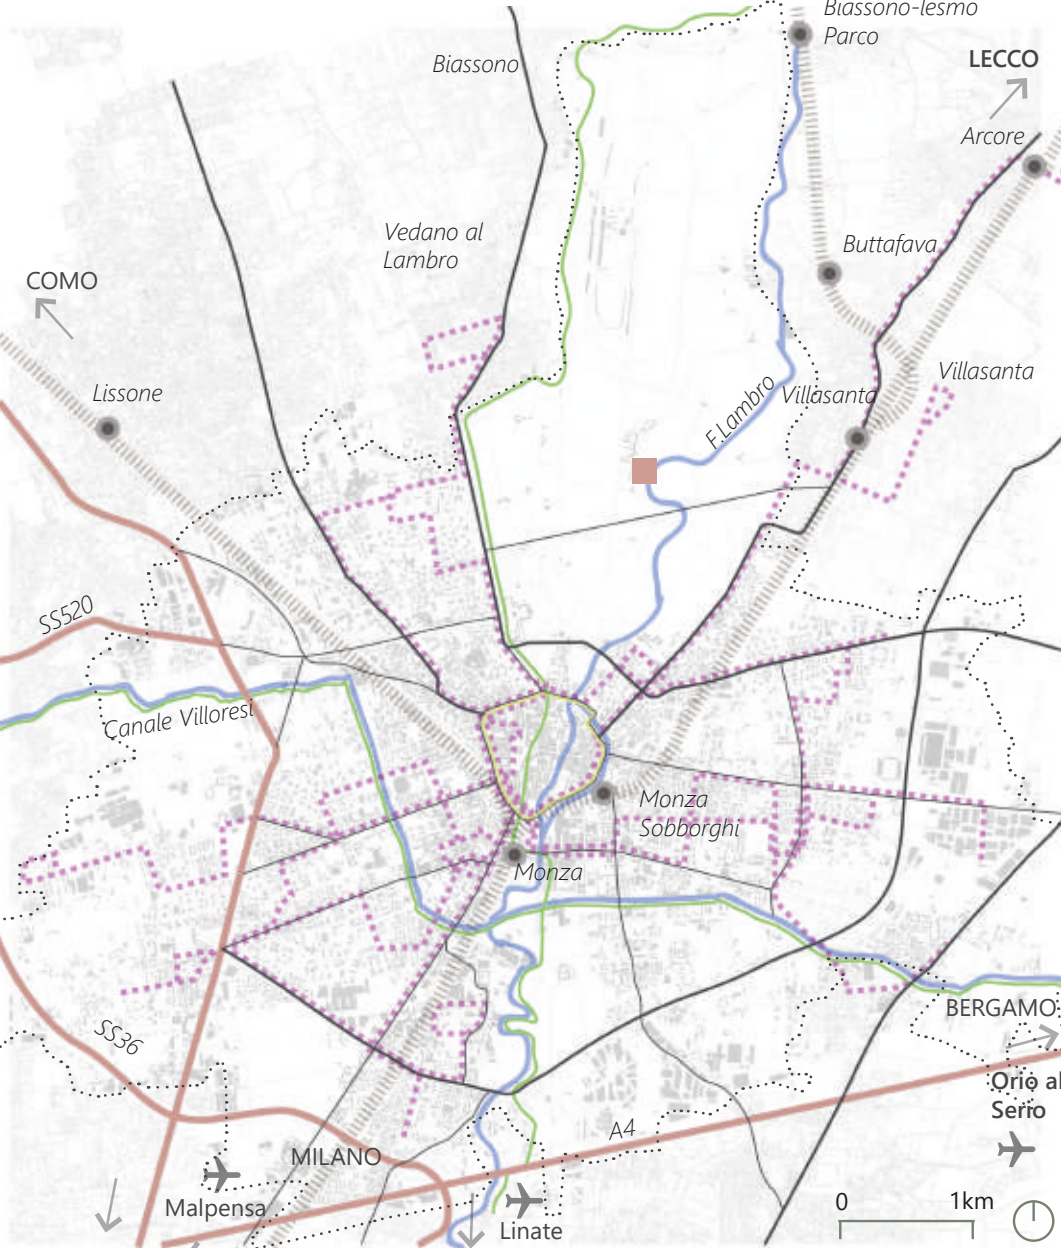 Biassono-lesmo
Parco
Biassono
LECCO
Arcore
Vedano al
Lambro
Buttafava
COMO
Lissone
F.Lambro
Villasanta
Villasanta
SS520
Canale Villoresi
Monza
Sobborghi
Monza
SS36
BERGAMO
Orio al
Serio
A4
MILANO
Malpensa
Linate
0 1km